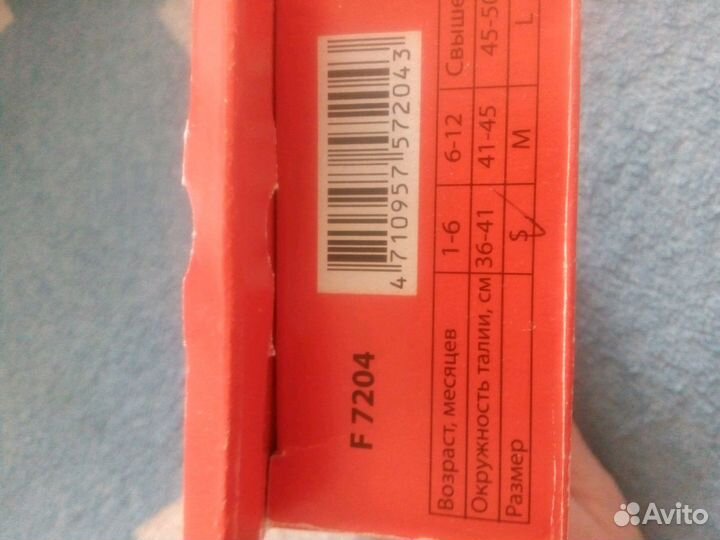 4 710957 572043
F 7204
Возраст, месяцев 1-6 6-12 Свыше
Окружность талии, см 36-41 41-45 45-50
Размер S M L
Avito